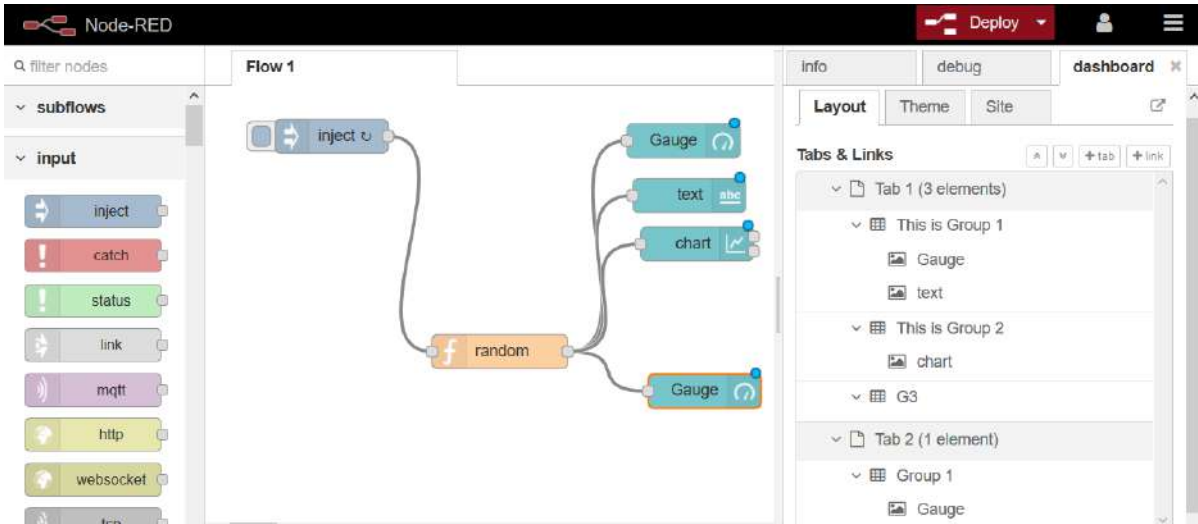 Node-RED
Deploy
filter nodes
subflows
input
inject
catch
status
link
mqtt
http
websocket
tcp
Flow 1
inject ↻
random
Gauge
text
abc
chart
Gauge
info
debug
dashboard
Layout
Theme
Site
Tabs & Links
+tab
+link
Tab 1 (3 elements)
This is Group 1
Gauge
text
This is Group 2
chart
G3
Tab 2 (1 element)
Group 1
Gauge